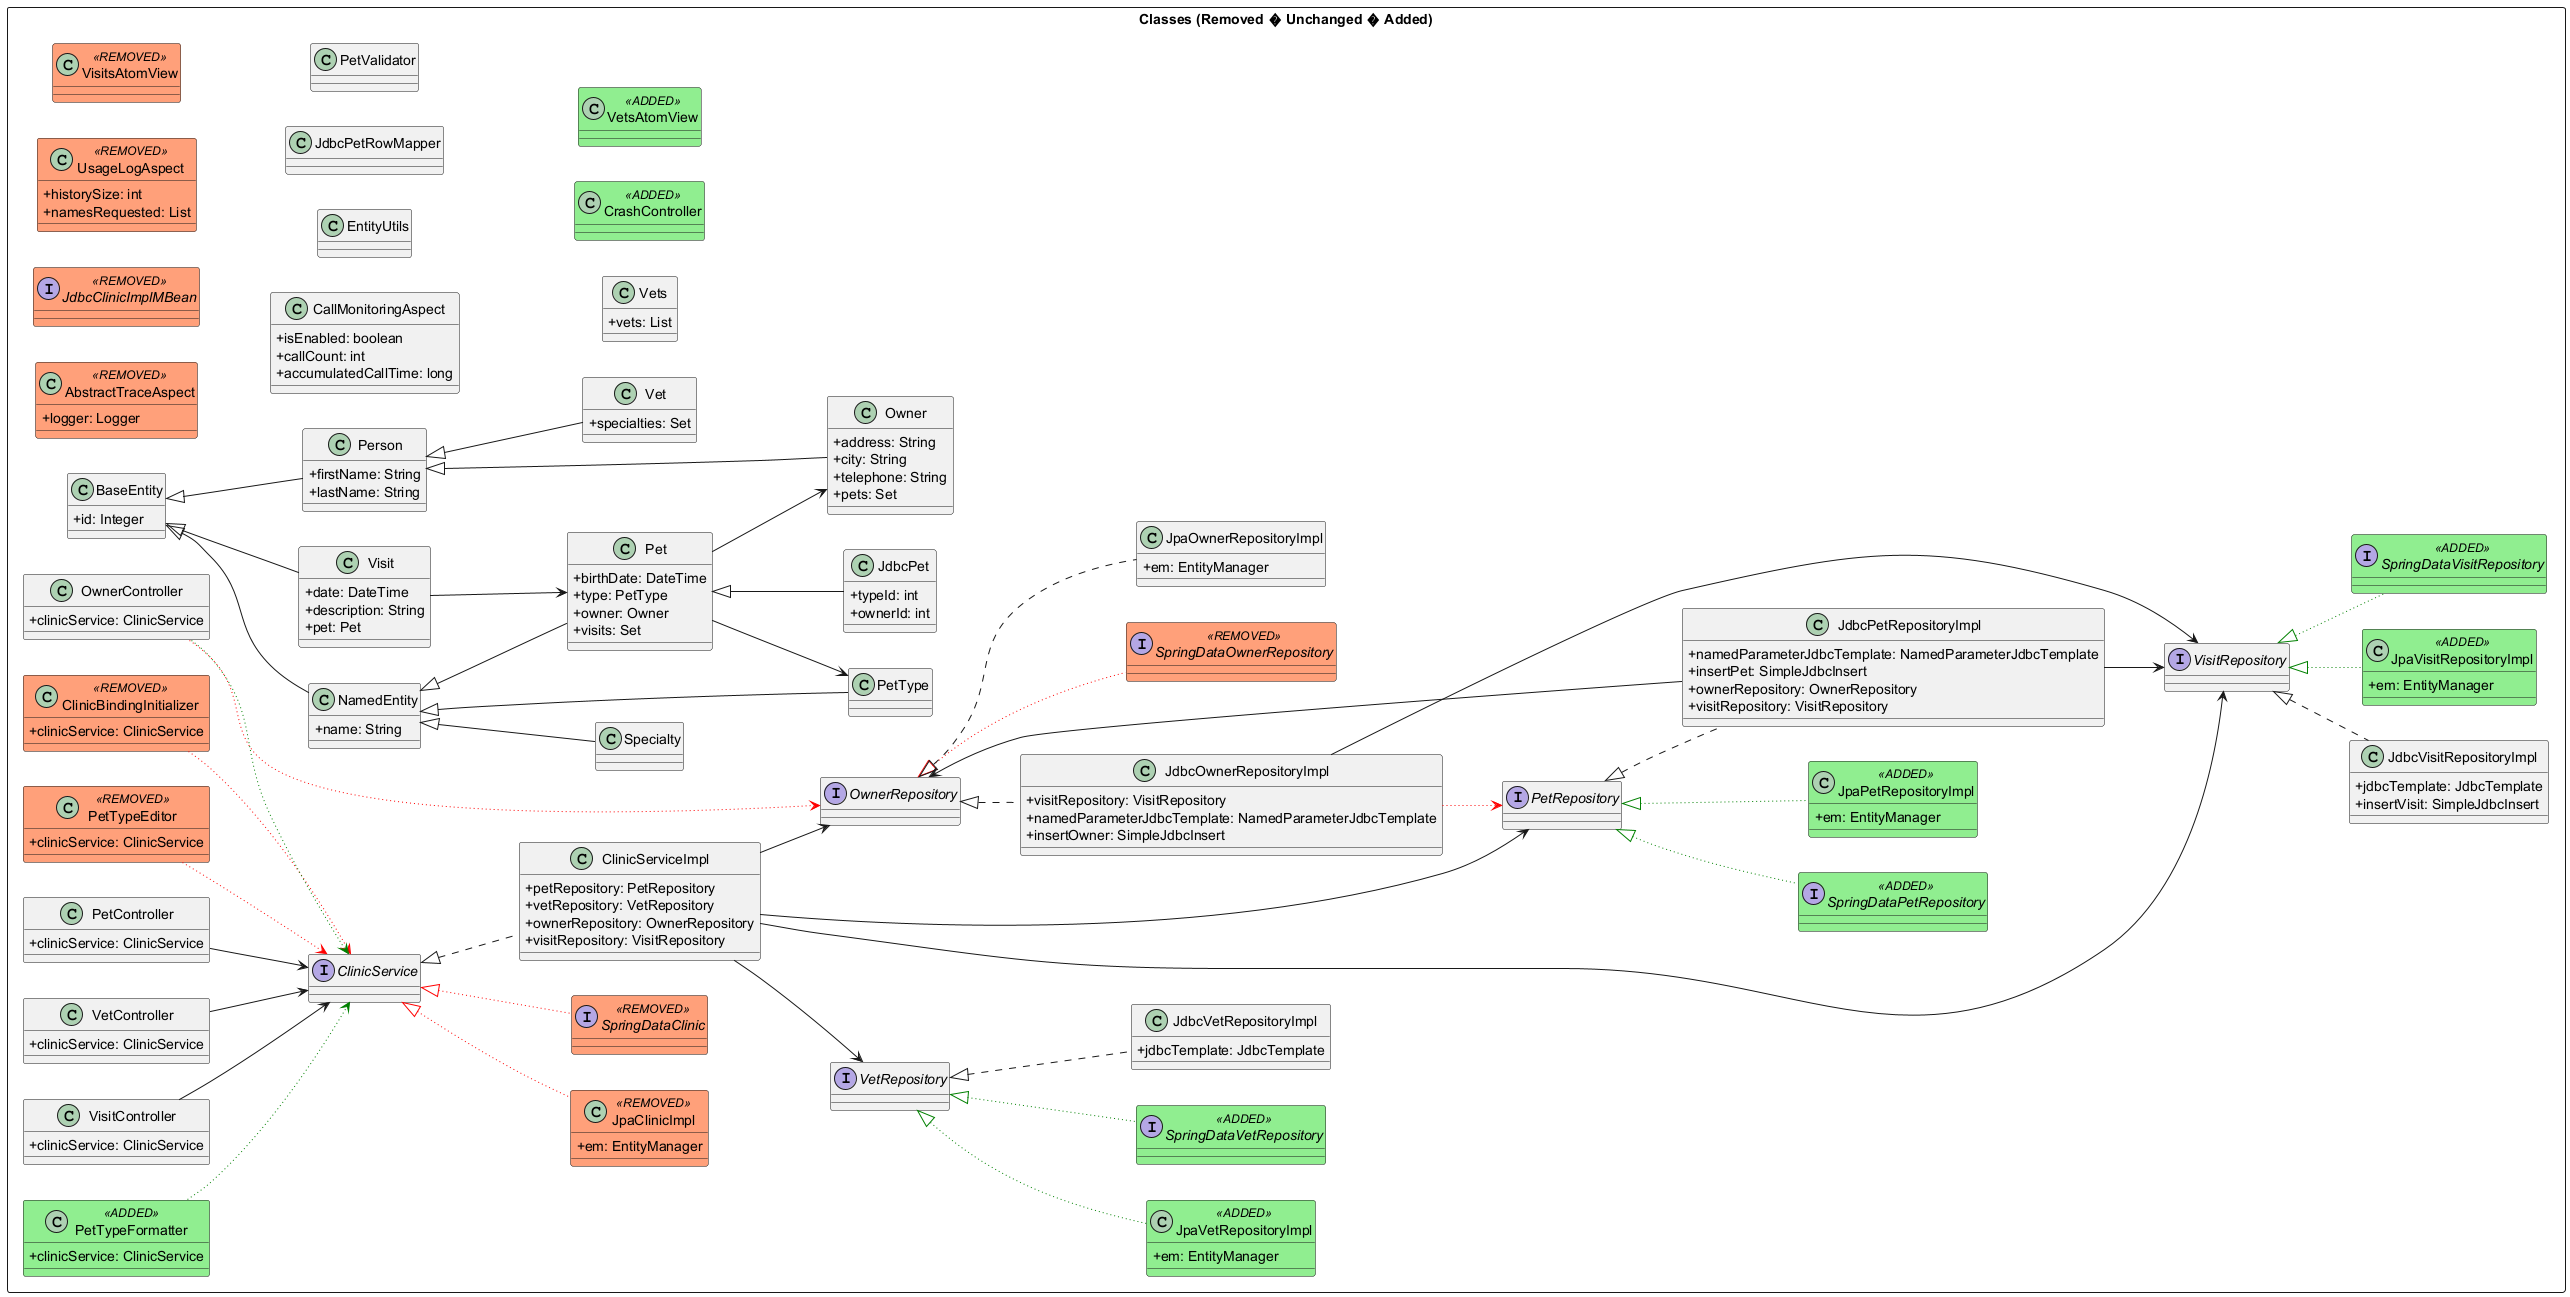 Classes (Removed � Unchanged � Added)
«REMOVED»
C VisitsAtomView
«REMOVED»
C UsageLogAspect
+historySize: int
+namesRequested: List
«REMOVED»
I JdbcClinicImplMBean
«REMOVED»
C AbstractTraceAspect
+logger: Logger
C BaseEntity
+id: Integer
C OwnerController
+clinicService: ClinicService
«REMOVED»
C ClinicBindingInitializer
+clinicService: ClinicService
«REMOVED»
C PetTypeEditor
+clinicService: ClinicService
C PetController
+clinicService: ClinicService
C VetController
+clinicService: ClinicService
C VisitController
+clinicService: ClinicService
«ADDED»
C PetTypeFormatter
+clinicService: ClinicService
C PetValidator
C JdbcPetRowMapper
C EntityUtils
C CallMonitoringAspect
+isEnabled: boolean
+callCount: int
+accumulatedCallTime: long
C Person
+firstName: String
+lastName: String
C Visit
+date: DateTime
+description: String
+pet: Pet
C NamedEntity
+name: String
I ClinicService
«ADDED»
C VetsAtomView
«ADDED»
C CrashController
C Vets
+vets: List
C Vet
+specialties: Set
C Pet
+birthDate: DateTime
+type: PetType
+owner: Owner
+visits: Set
C Specialty
C ClinicServiceImpl
+petRepository: PetRepository
+vetRepository: VetRepository
+ownerRepository: OwnerRepository
+visitRepository: VisitRepository
«REMOVED»
I SpringDataClinic
«REMOVED»
C JpaClinicImpl
+em: EntityManager
C Owner
+address: String
+city: String
+telephone: String
+pets: Set
C JdbcPet
+typeId: int
+ownerId: int
C PetType
I OwnerRepository
I VetRepository
C JpaOwnerRepositoryImpl
+em: EntityManager
«REMOVED»
I SpringDataOwnerRepository
C JdbcOwnerRepositoryImpl
+visitRepository: VisitRepository
+namedParameterJdbcTemplate: NamedParameterJdbcTemplate
+insertOwner: SimpleJdbcInsert
C JdbcVetRepositoryImpl
+jdbcTemplate: JdbcTemplate
«ADDED»
I SpringDataVetRepository
«ADDED»
C JpaVetRepositoryImpl
+em: EntityManager
I PetRepository
C JdbcPetRepositoryImpl
+namedParameterJdbcTemplate: NamedParameterJdbcTemplate
+insertPet: SimpleJdbcInsert
+ownerRepository: OwnerRepository
+visitRepository: VisitRepository
«ADDED»
C JpaPetRepositoryImpl
+em: EntityManager
«ADDED»
I SpringDataPetRepository
I VisitRepository
«ADDED»
I SpringDataVisitRepository
«ADDED»
C JpaVisitRepositoryImpl
+em: EntityManager
C JdbcVisitRepositoryImpl
+jdbcTemplate: JdbcTemplate
+insertVisit: SimpleJdbcInsert